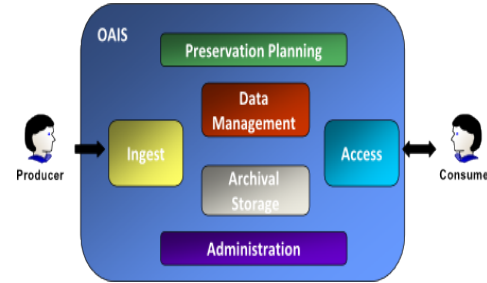 OAIS
Preservation Planning
Data
Management
Ingest
Access
Producer
Consume
Archival
Storage
Administration